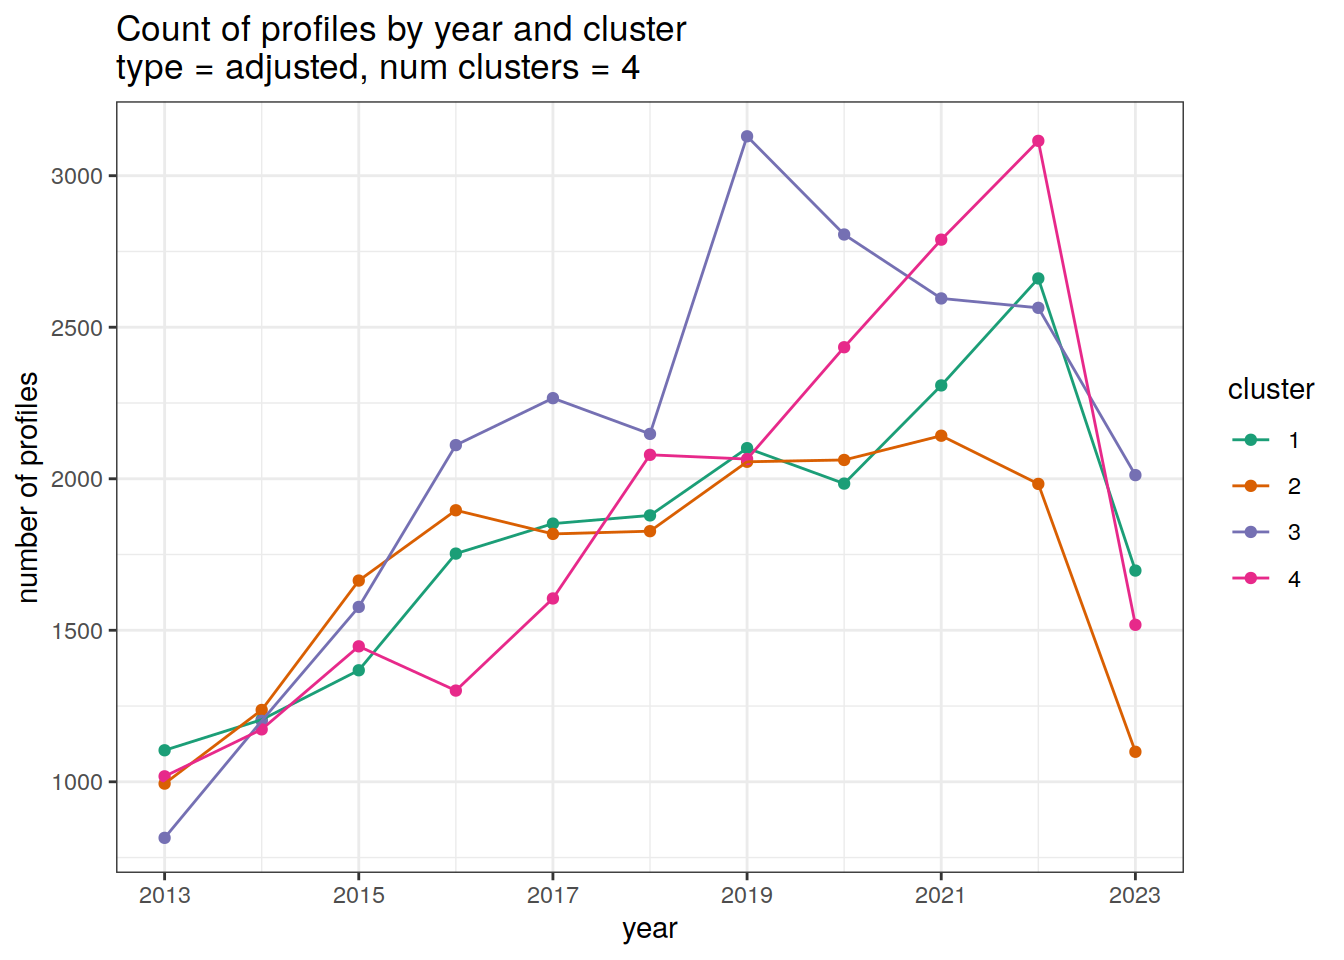 Count of profiles by year and cluster
type = adjusted, num clusters = 4
number of profiles
3000
2500
2000
1500
1000
2013 2015 2017 2019 2021 2023
year
cluster
1
2
3
4